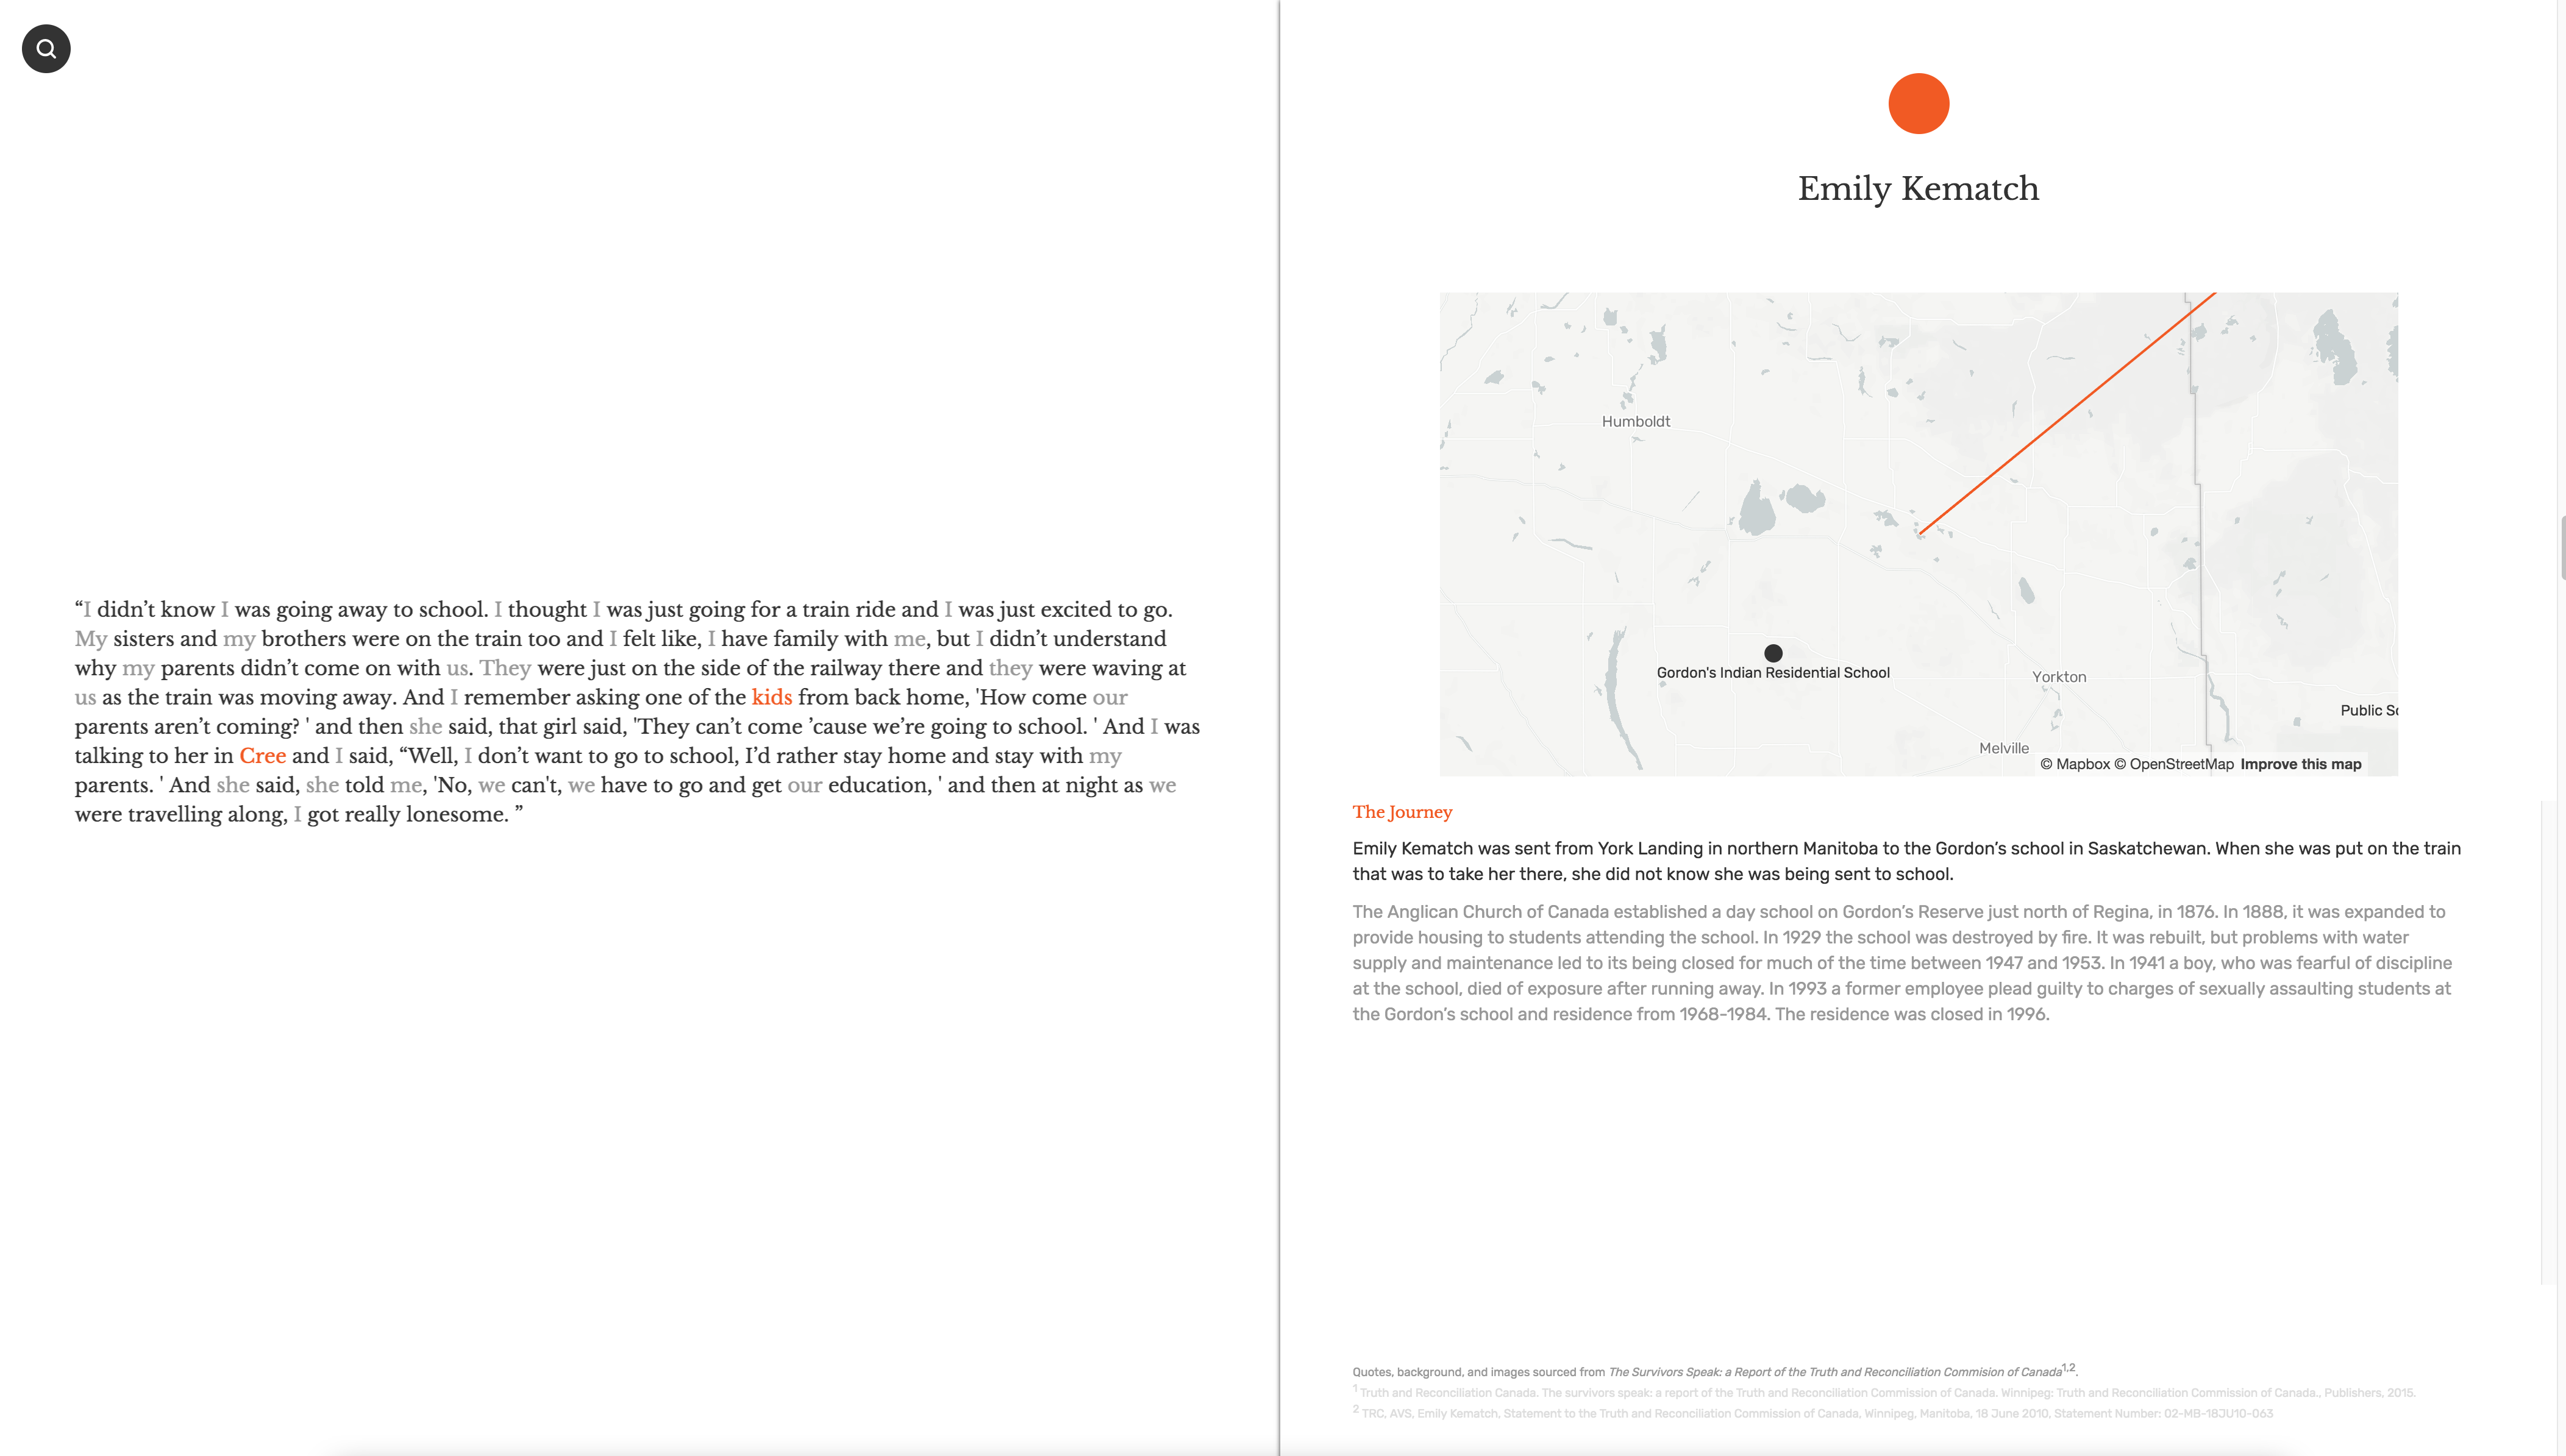 “I didn’t know I was going away to school. I thought I was just going for a train ride and I was just excited to go.
My sisters and my brothers were on the train too and I felt like, I have family with me, but I didn’t understand
why my parents didn’t come on with us. They were just on the side of the railway there and they were waving at
us as the train was moving away. And I remember asking one of the kids from back home, 'How come our
parents aren’t coming? ' and then she said, that girl said, 'They can’t come ’cause we’re going to school. ' And I was
talking to her in Cree and I said, “Well, I don’t want to go to school, I’d rather stay home and stay with my
parents. ' And she said, she told me, 'No, we can't, we have to go and get our education, ' and then at night as we
were travelling along, I got really lonesome. ”
Emily Kematch
Humboldt
Gordon's Indian Residential School
Yorkton
Public Sc
Melville
© Mapbox © OpenStreetMap Improve this map
The Journey
Emily Kematch was sent from York Landing in northern Manitoba to the Gordon’s school in Saskatchewan. When she was put on the train
that was to take her there, she did not know she was being sent to school.
The Anglican Church of Canada established a day school on Gordon’s Reserve just north of Regina, in 1876. In 1888, it was expanded to
provide housing to students attending the school. In 1929 the school was destroyed by fire. It was rebuilt, but problems with water
supply and maintenance led to its being closed for much of the time between 1947 and 1953. In 1941 a boy, who was fearful of discipline
at the school, died of exposure after running away. In 1993 a former employee plead guilty to charges of sexually assaulting students at
the Gordon’s school and residence from 1968-1984. The residence was closed in 1996.
Quotes, background, and images sourced from The Survivors Speak: a Report of the Truth and Reconciliation Commision of Canada1,2.
1 Truth and Reconciliation Canada. The survivors speak: a report of the Truth and Reconciliation Commission of Canada. Winnipeg: Truth and Reconciliation Commission of Canada., Publishers, 2015.
2 TRC, AVS, Emily Kematch, Statement to the Truth and Reconciliation Commission of Canada, Winnipeg, Manitoba, 18 June 2010, Statement Number: 02-MB-18JU10-063